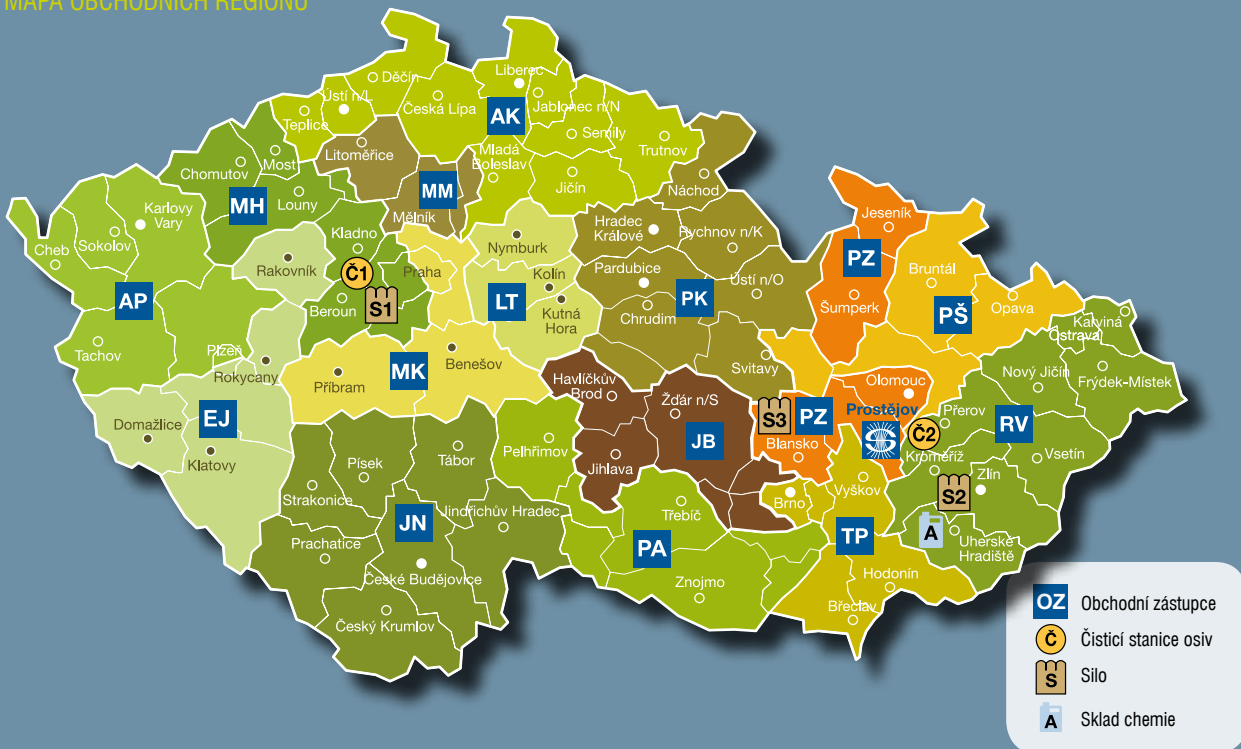 MAPA OBCHODNÍCH REGIONŮ
Děčín
Liberec
Ústí n/L
Česká Lípa
Jablonec n/N
Teplice
AK
Semily
Trutnov
Litoměřice
Mladá
Boleslav
Most
Chomutov
Jičín
MM
Náchod
MH
Louny
Karlovy
Vary
Mělník
Jeseník
Hradec
Králové
Rychnov n/K
Kladno
Nymburk
Sokolov
Cheb
Rakovník
Č1
Praha
Kolín
Pardubice
Ústí n/O
PZ
Bruntál
AP
Beroun
S1
LT
Kutná
Hora
PK
Chrudim
Šumperk
PŠ
Opava
Karviná
Ostrava
Tachov
Plzeň
Rokycany
Benešov
MK
Příbram
Svitavy
Havlíčkův
Brod
Olomouc
Nový Jičín
Frýdek-Místek
Žďár n/S
S3
PZ
Prostějov
Přerov
RV
EJ
Domažlice
Klatovy
JB
Blansko
Č2
Kroměříž
Vsetín
Písek
Tábor
Pelhřimov
Jihlava
Zlín
Strakonice
Vyškov
S2
Brno
Jindřichův Hradec
Třebíč
JN
A
TP
Uherské
Hradiště
Prachatice
PA
České Budějovice
Znojmo
Hodonín
Břeclav
Český Krumlov
OZ Obchodní zástupce
Č Čisticí stanice osiv
S Silo
A Sklad chemie